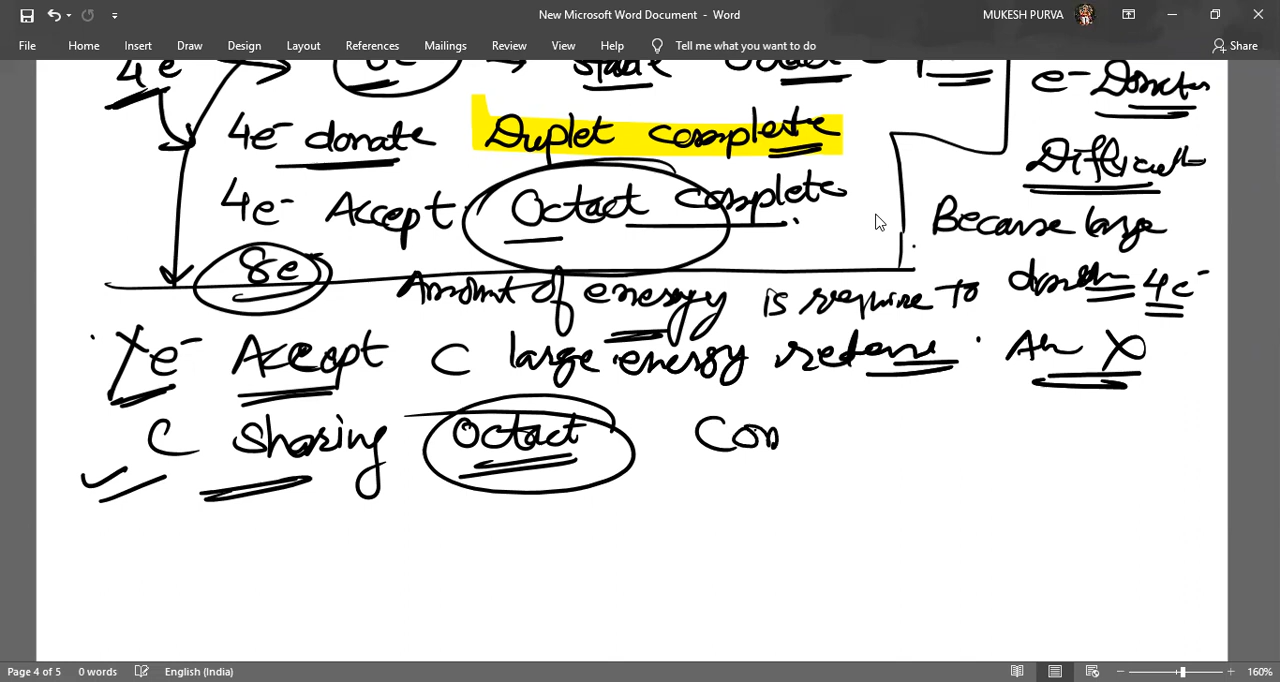 New Microsoft Word Document - Word
MUKESH PURVA
File Home Insert Draw Design Layout References Mailings Review View Help Tell me what you want to do Share
4e → stable
e- Donate
4e- donate Duplet complete
Difficult
4e- Accept Octact complete
Because large
8e Amount of energy is require to donate 4e-
e- Accept C large energy release
C sharing Octact Con
Page 4 of 5 0 words English (India) 160%